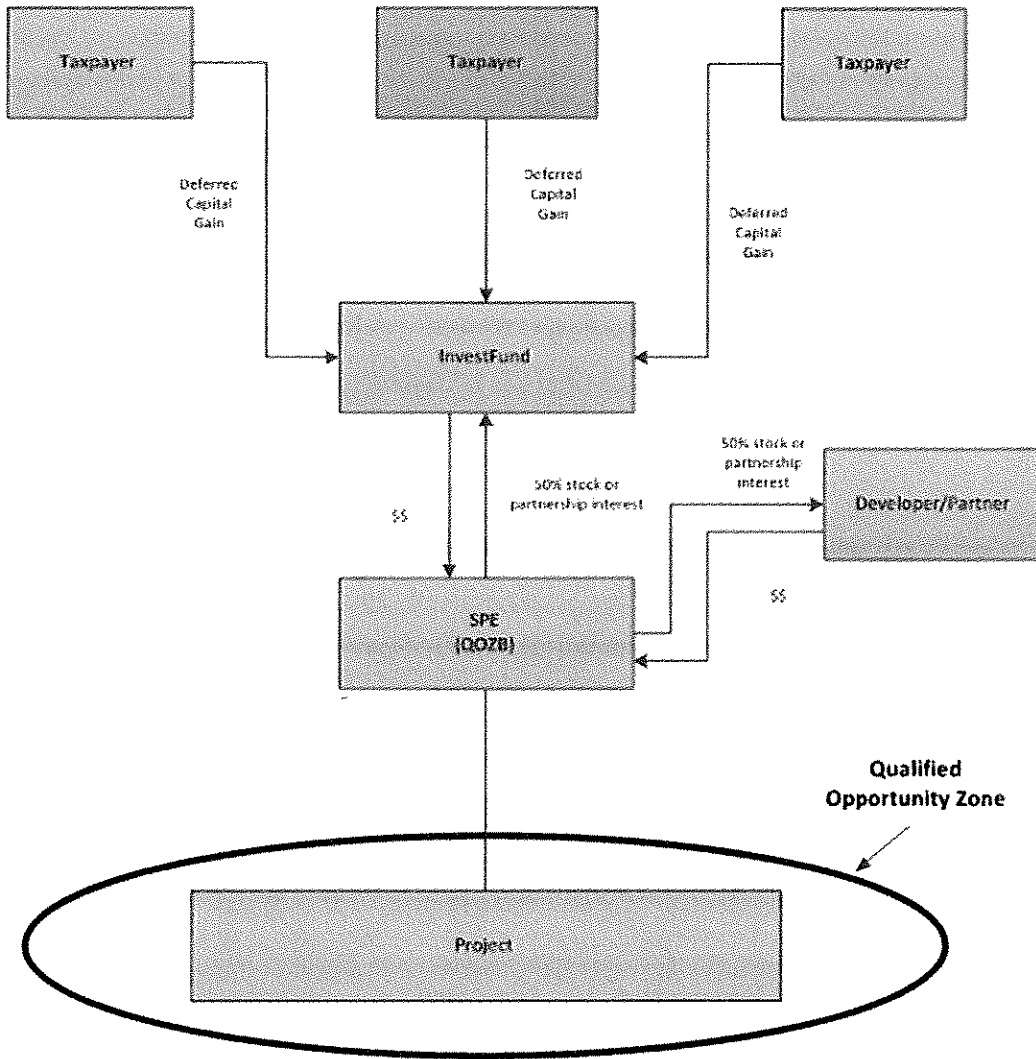 Taxpayer
Taxpayer
Taxpayer
Deferred
Capital
Gain
Deferred
Capital
Gain
Deferred
Capital
Gain
InvestFund
$$
50% stock or
partnership interest
50% stock or
partnership
interest
Developer/Partner
$$
SPE
(QOZB)
Qualified
Opportunity Zone
Project